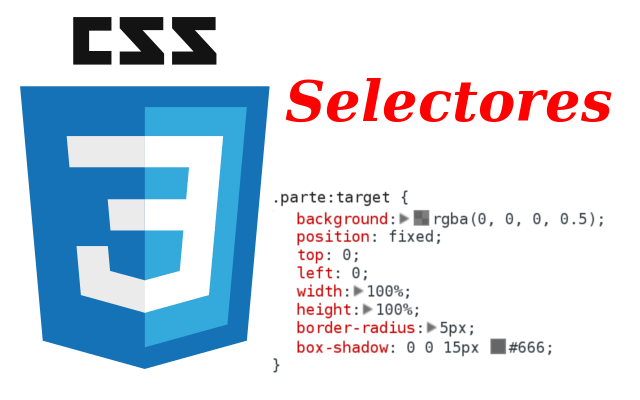 CSS
3
Selectores
.parte:target {
background: rgba(0, 0, 0, 0.5);
position: fixed;
top: 0;
left: 0;
width: 100%;
height: 100%;
border-radius: 5px;
box-shadow: 0 0 15px #666;
}